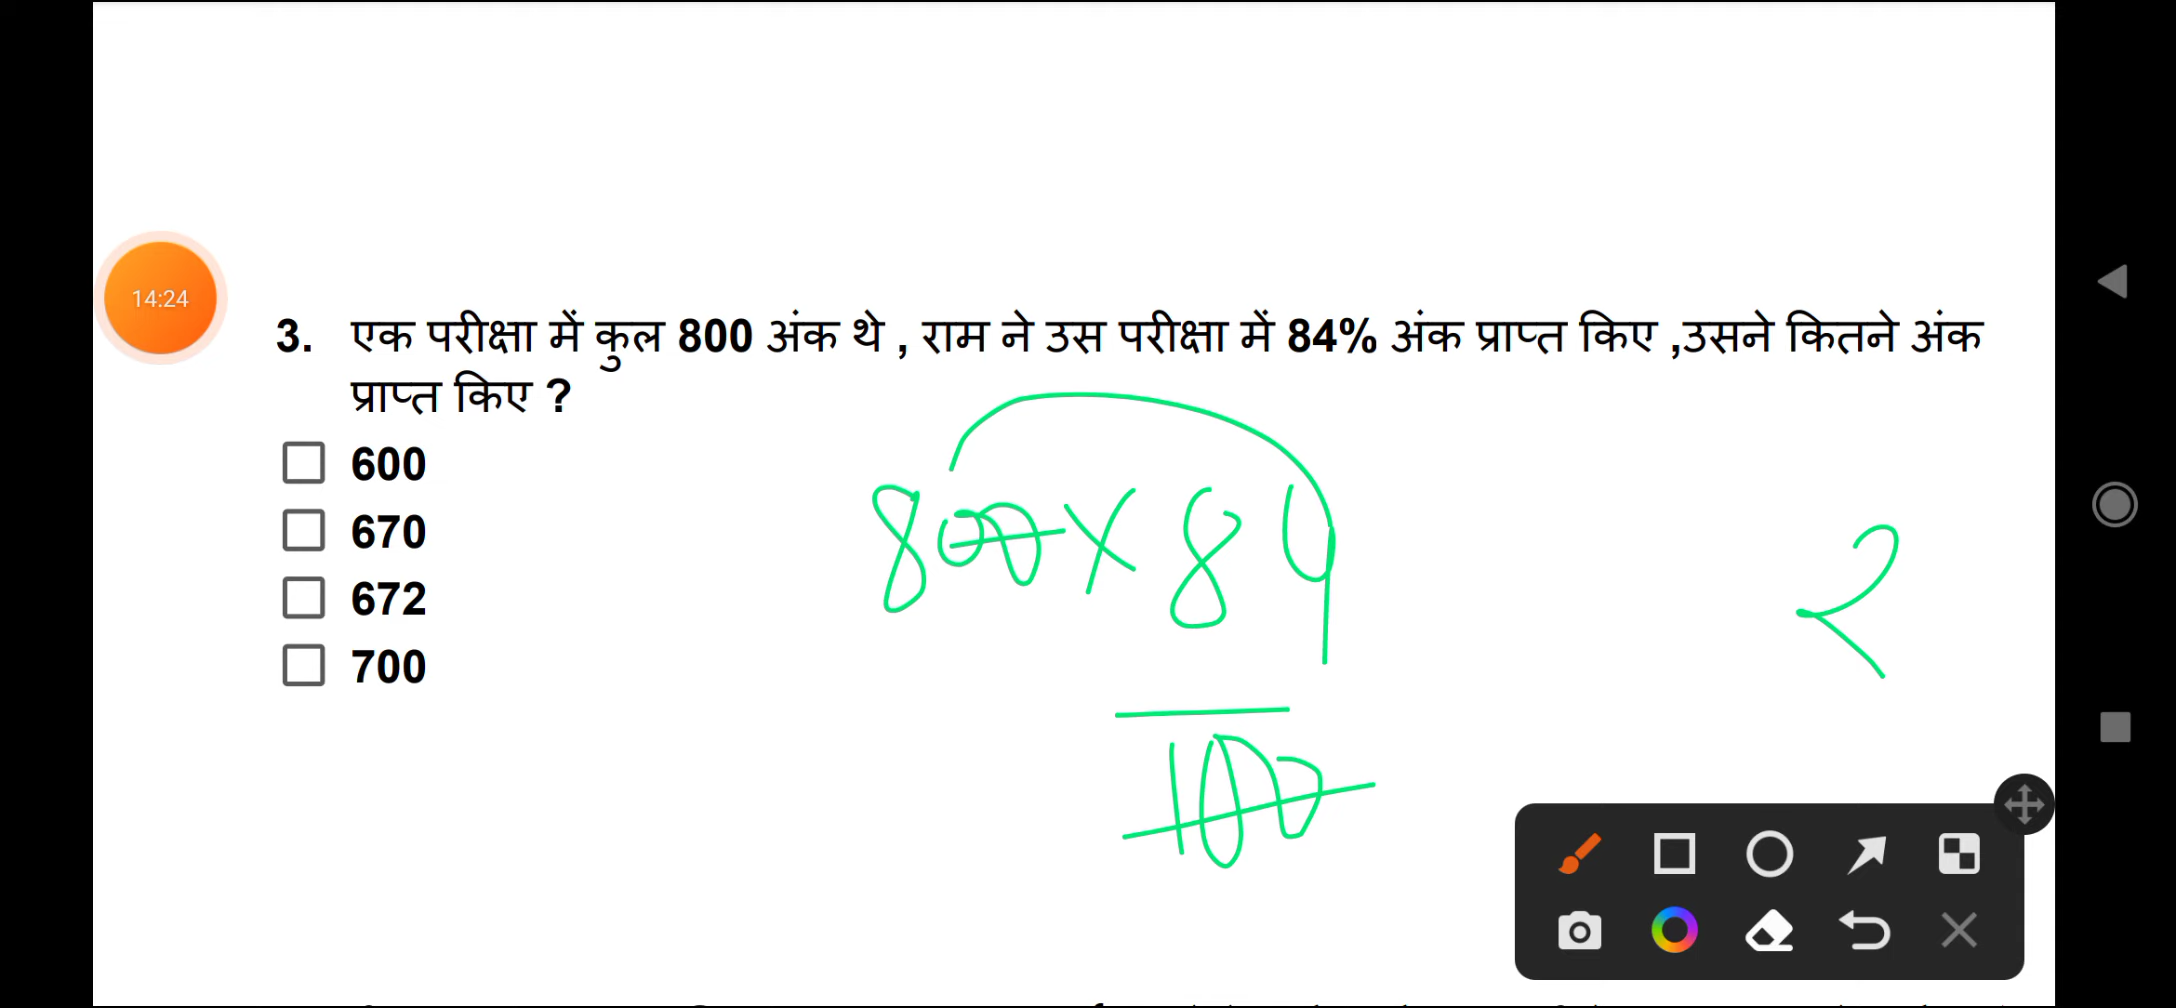 14:24
3. एक परीक्षा में कुल 800 अंक थे , राम ने उस परीक्षा में 84% अंक प्राप्त किए ,उसने कितने अंक
प्राप्त किए ?
600
670
672
700
800 × 84
100
2